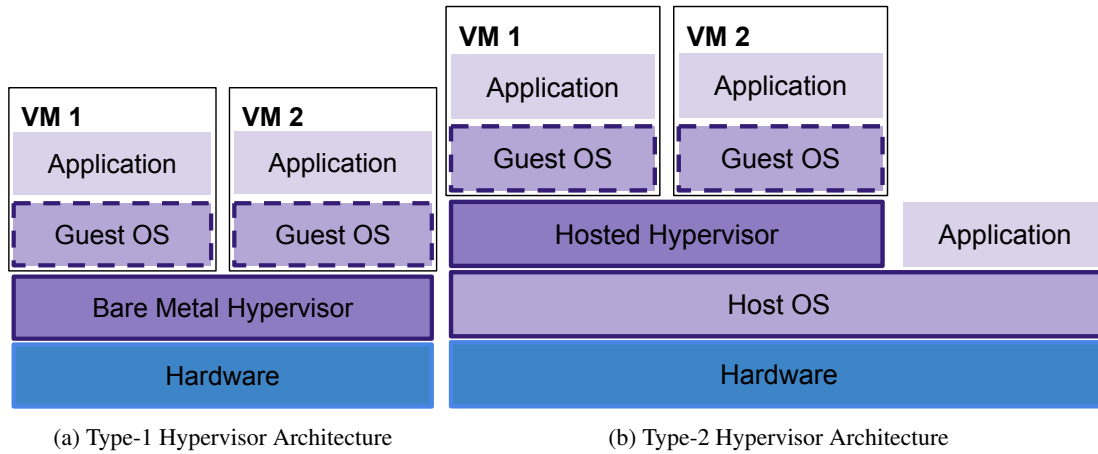 VM 1
Application
Guest OS
VM 2
Application
Guest OS
Bare Metal Hypervisor
Hardware
(a) Type-1 Hypervisor Architecture
VM 1
Application
Guest OS
VM 2
Application
Guest OS
Hosted Hypervisor
Application
Host OS
Hardware
(b) Type-2 Hypervisor Architecture